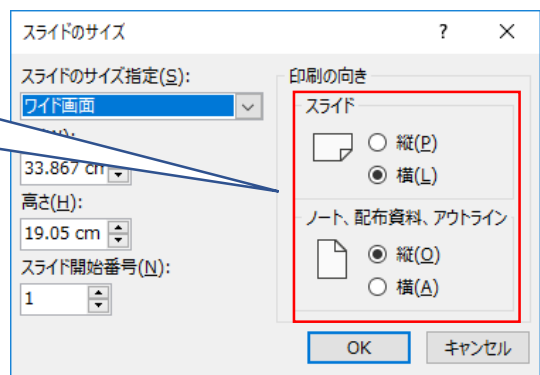 スライドのサイズ
スライドのサイズ指定(S):
ワイド画面
33.867 cm
高さ(H):
19.05 cm
スライド開始番号(N):
1
印刷の向き
スライド
縦(P)
横(L)
ノート、配布資料、アウトライン
縦(O)
横(A)
OK
キャンセル